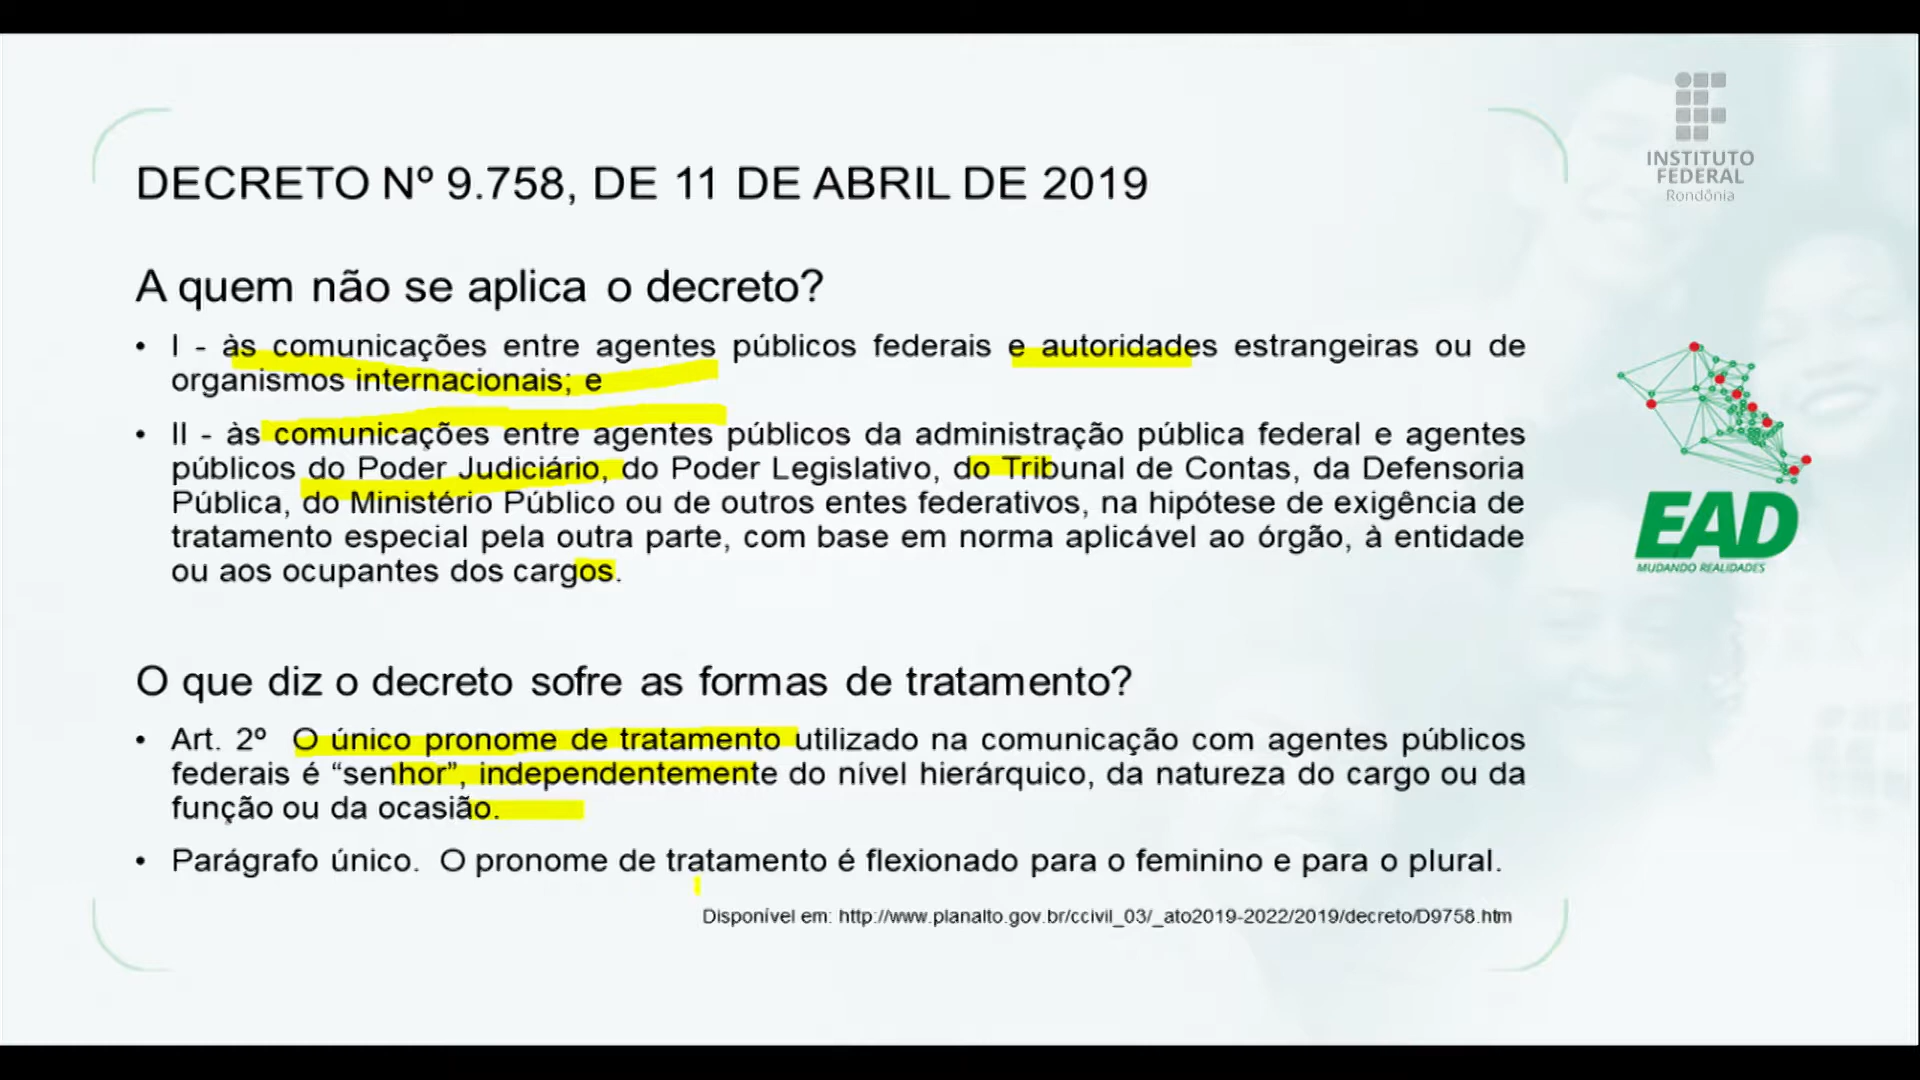 INSTITUTO
FEDERAL
Rondônia
DECRETO Nº 9.758, DE 11 DE ABRIL DE 2019
A quem não se aplica o decreto?
• I - às comunicações entre agentes públicos federais e autoridades estrangeiras ou de
organismos internacionais; e
• II - às comunicações entre agentes públicos da administração pública federal e agentes
públicos do Poder Judiciário, do Poder Legislativo, do Tribunal de Contas, da Defensoria
Pública, do Ministério Público ou de outros entes federativos, na hipótese de exigência de
tratamento especial pela outra parte, com base em norma aplicável ao órgão, à entidade
ou aos ocupantes dos cargos.
EAD
MUDANDO REALIDADES
O que diz o decreto sofre as formas de tratamento?
• Art. 2º O único pronome de tratamento utilizado na comunicação com agentes públicos
federais é “senhor”, independentemente do nível hierárquico, da natureza do cargo ou da
função ou da ocasião.
• Parágrafo único. O pronome de tratamento é flexionado para o feminino e para o plural.
Disponível em: http://www.planalto.gov.br/ccivil_03/_ato2019-2022/2019/decreto/D9758.htm